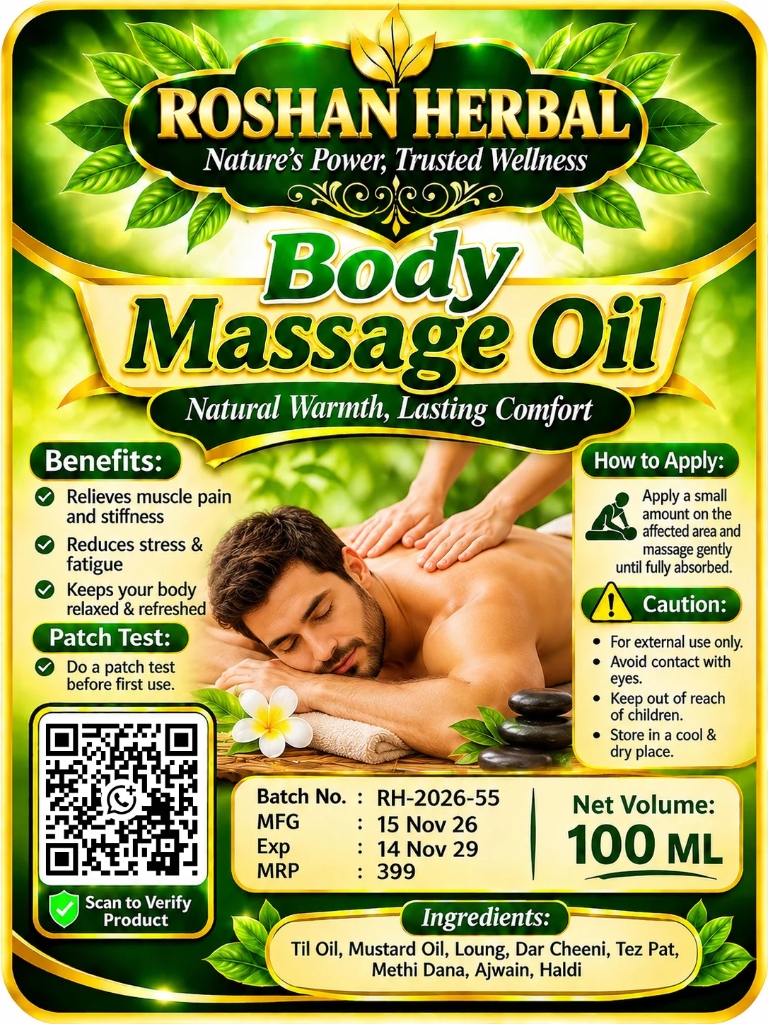 ROSHAN HERBAL
Nature's Power, Trusted Wellness
Body
Massage Oil
Natural Warmth, Lasting Comfort
Benefits:
Relieves muscle pain
and stiffness
Reduces stress &
fatigue
Keeps your body
relaxed & refreshed
Patch Test:
Do a patch test
before first use.
How to Apply:
Apply a small
amount on the
affected area and
massage gently
until fully absorbed.
Caution:
• For external use only.
• Avoid contact with
eyes.
• Keep out of reach
of children.
• Store in a cool &
dry place.
Scan to Verify
Product
Batch No. : RH-2026-55
MFG : 15 Nov 26
Exp : 14 Nov 29
MRP : 399
Net Volume:
100 ML
Ingredients:
Til Oil, Mustard Oil, Loung, Dar Cheeni, Tez Pat,
Methi Dana, Ajwain, Haldi